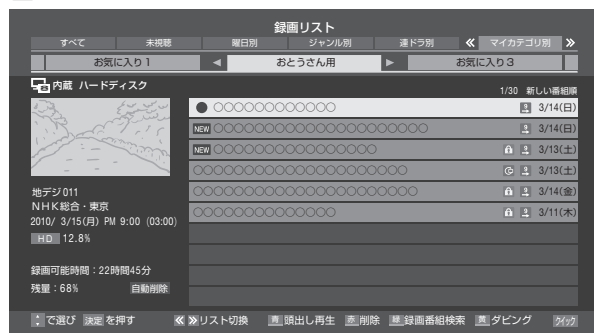 録画リスト
すべて 未視聴 曜日別 ジャンル別 連ドラ別 ≪ マイカテゴリ別 ≫
お気に入り1 ◀ おとうさん用 ▶ お気に入り3
内蔵 ハードディスク
1/30 新しい番組順
● ○○○○○○○○○○○○ 3/14(日)
NEW ○○○○○○○○○○○○○○○○○○○○○ 3/14(日)
NEW ○○○○○○○○○○○○○○○○ 3/13(土)
○○○○○○○○○○○○○○○○○○○○○ 3/13(土)
○○○○○○○○○○○○○○○○○○○○○○ 3/14(金)
○○○○○○○○○○○○○○ 3/11(木)
地デジ011
NHK総合・東京
2010/ 3/15(月) PM 9:00 (03:00)
HD 12.8%
録画可能時間:22時間45分
残量:68% 自動削除
で選び 決定 を押す ≪ ≫リスト切換 青 頭出し再生 赤 削除 緑 録画番組検索 黄 ダビング クイック